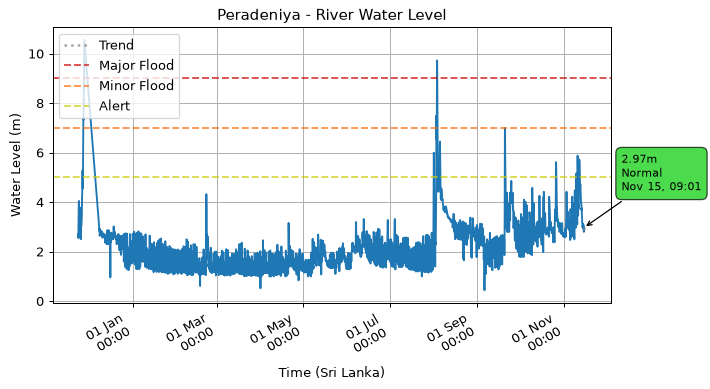 Peradeniya - River Water Level
Water Level (m)
10
8
6
4
2
0
Trend
Major Flood
Minor Flood
Alert
2.97m
Normal
Nov 15, 09:01
01 Jan
00:00
01 Mar
00:00
01 May
00:00
01 Jul
00:00
01 Sep
00:00
01 Nov
00:00
Time (Sri Lanka)